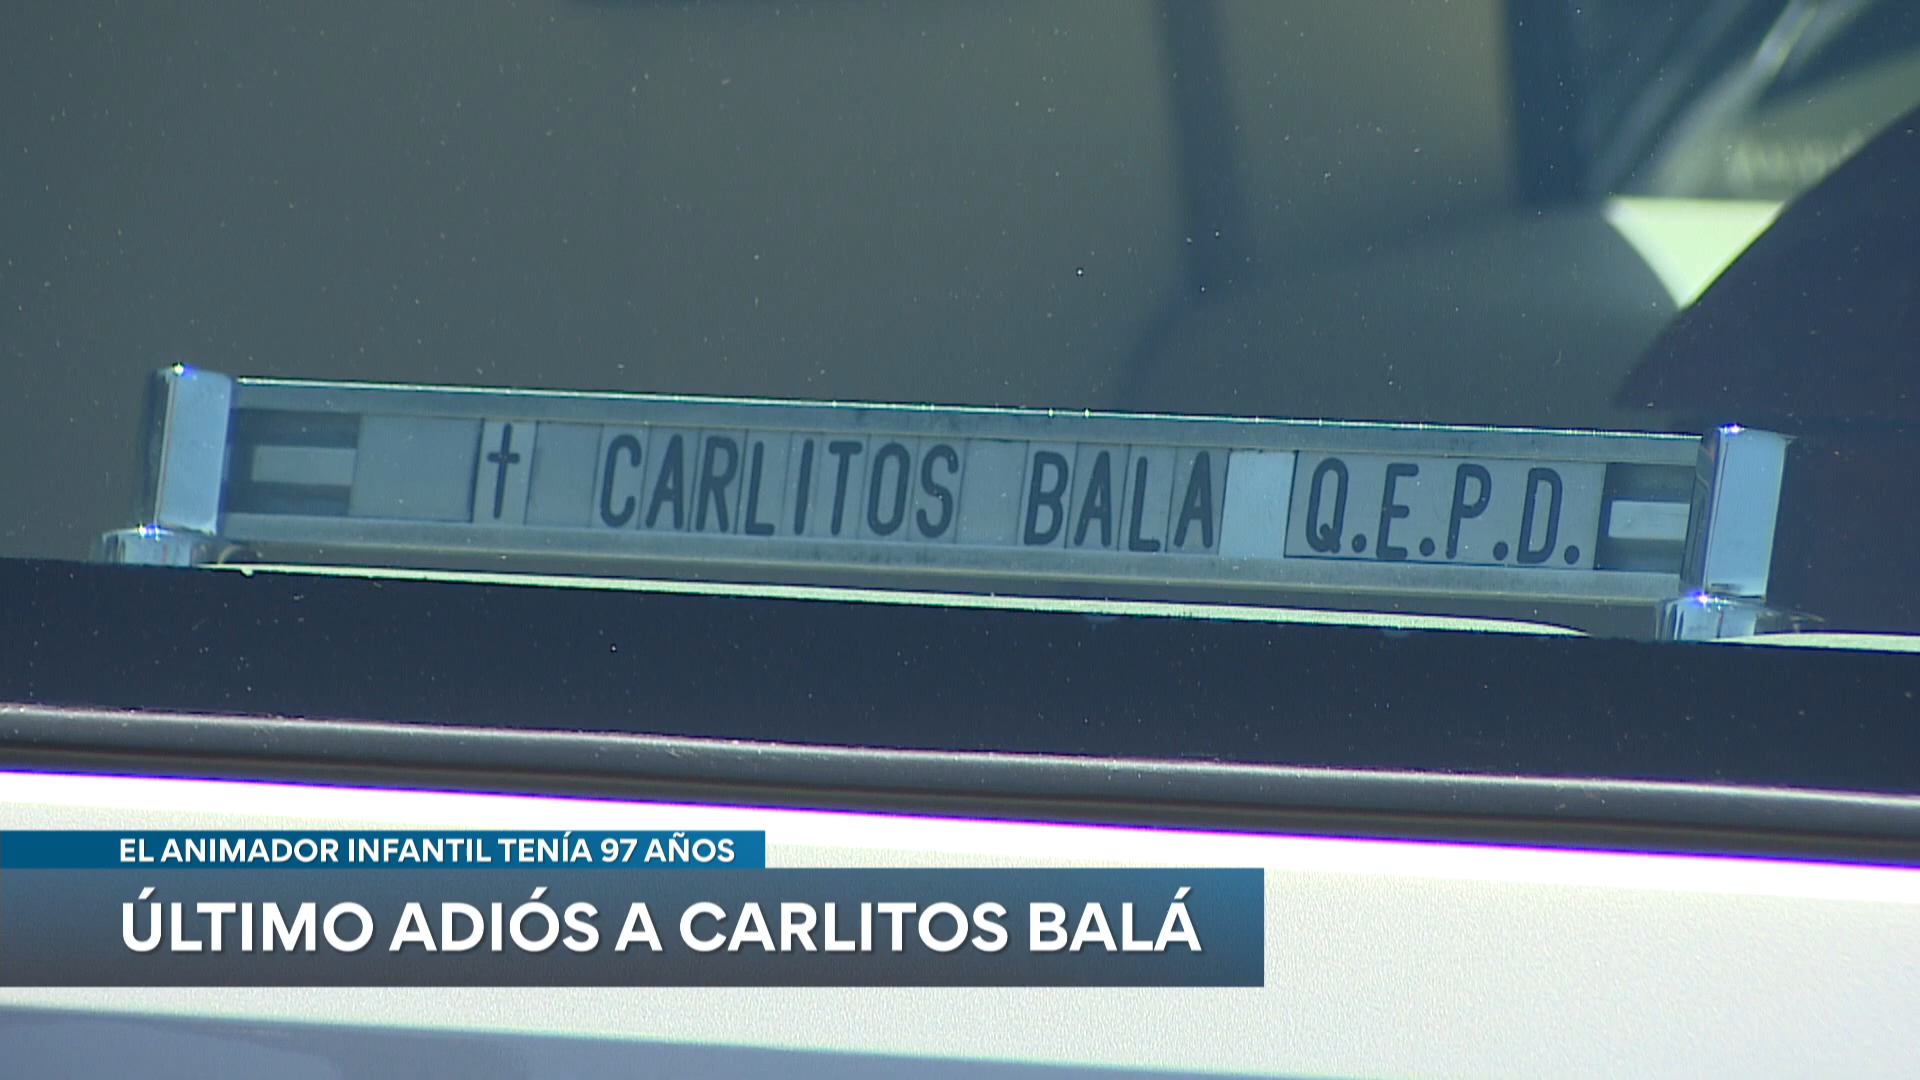 † CARLITOS BALA Q.E.P.D.
EL ANIMADOR INFANTIL TENÍA 97 AÑOS
ÚLTIMO ADIÓS A CARLITOS BALÁ